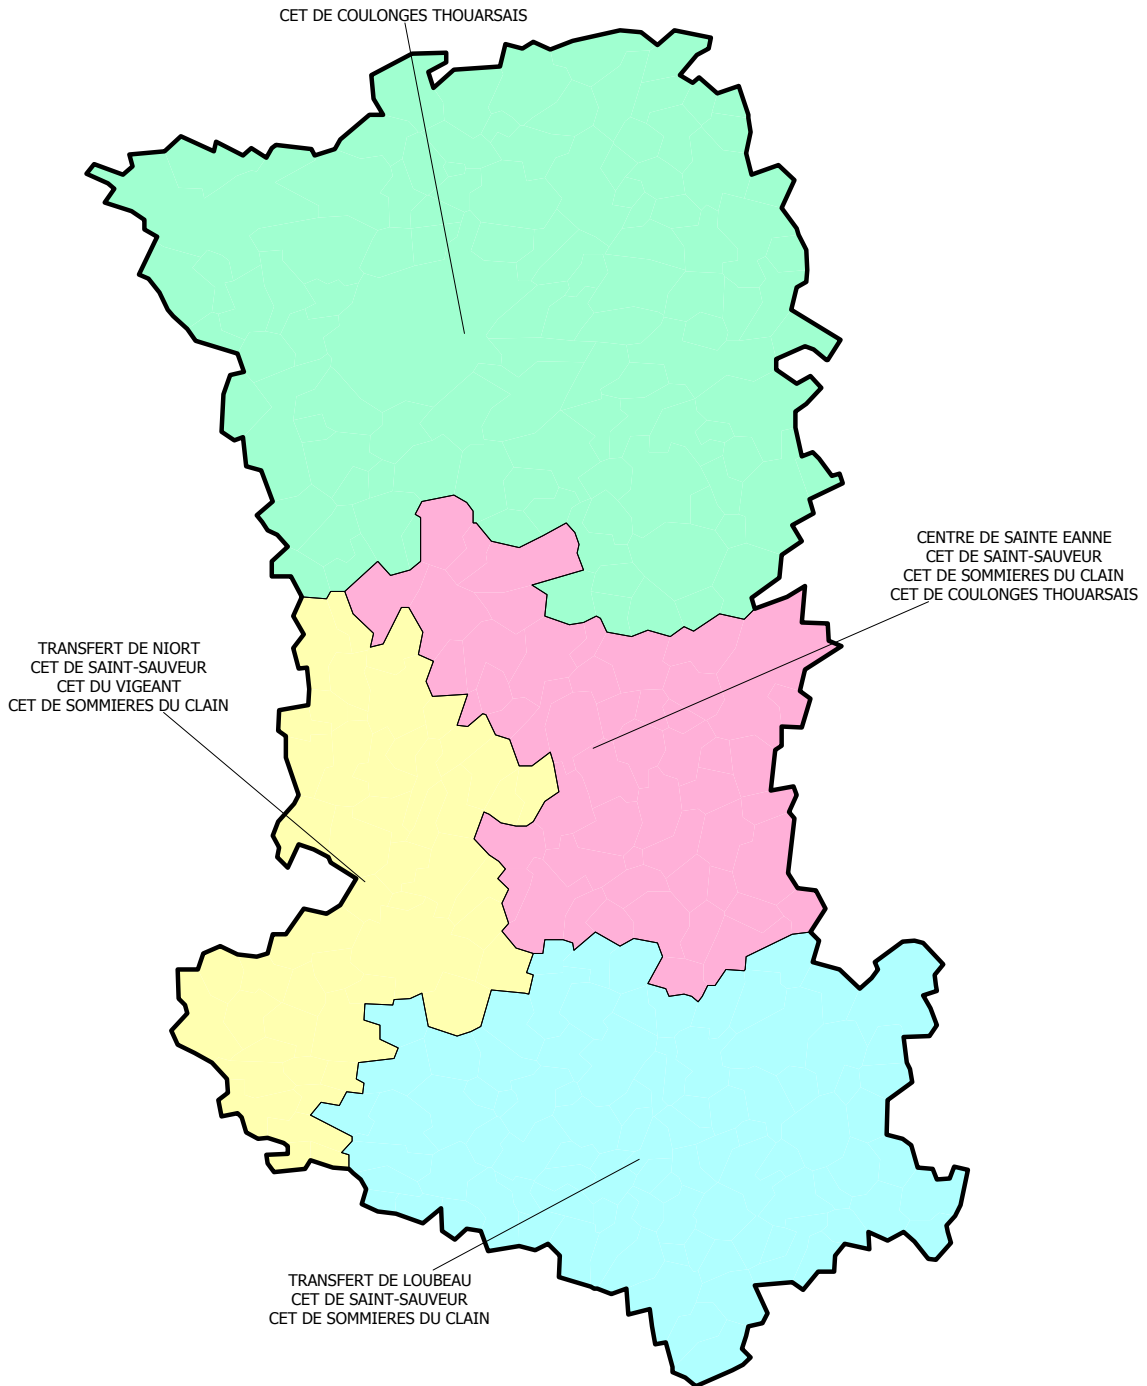 CET DE COULONGES THOUARSAIS
CENTRE DE SAINTE EANNE
CET DE SAINT-SAUVEUR
CET DE SOMMIERES DU CLAIN
CET DE COULONGES THOUARSAIS
TRANSFERT DE NIORT
CET DE SAINT-SAUVEUR
CET DU VIGEANT
CET DE SOMMIERES DU CLAIN
TRANSFERT DE LOUBEAU
CET DE SAINT-SAUVEUR
CET DE SOMMIERES DU CLAIN